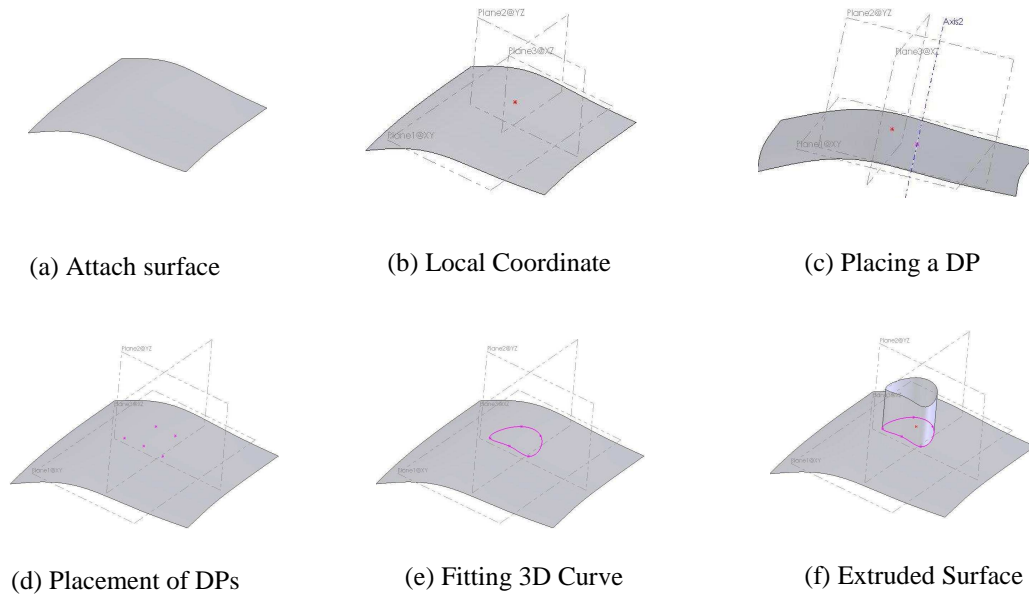 Plane2@YZ
Plane3@XZ
Plane1@XY
Plane2@YZ
Axis2
Plane3@XZ
Plane1@XY
(a) Attach surface
(b) Local Coordinate
(c) Placing a DP
Plane2@YZ
Plane1@XY
Plane2@YZ
Plane1@XY
Plane2@YZ
Plane1@XY
(d) Placement of DPs
(e) Fitting 3D Curve
(f) Extruded Surface